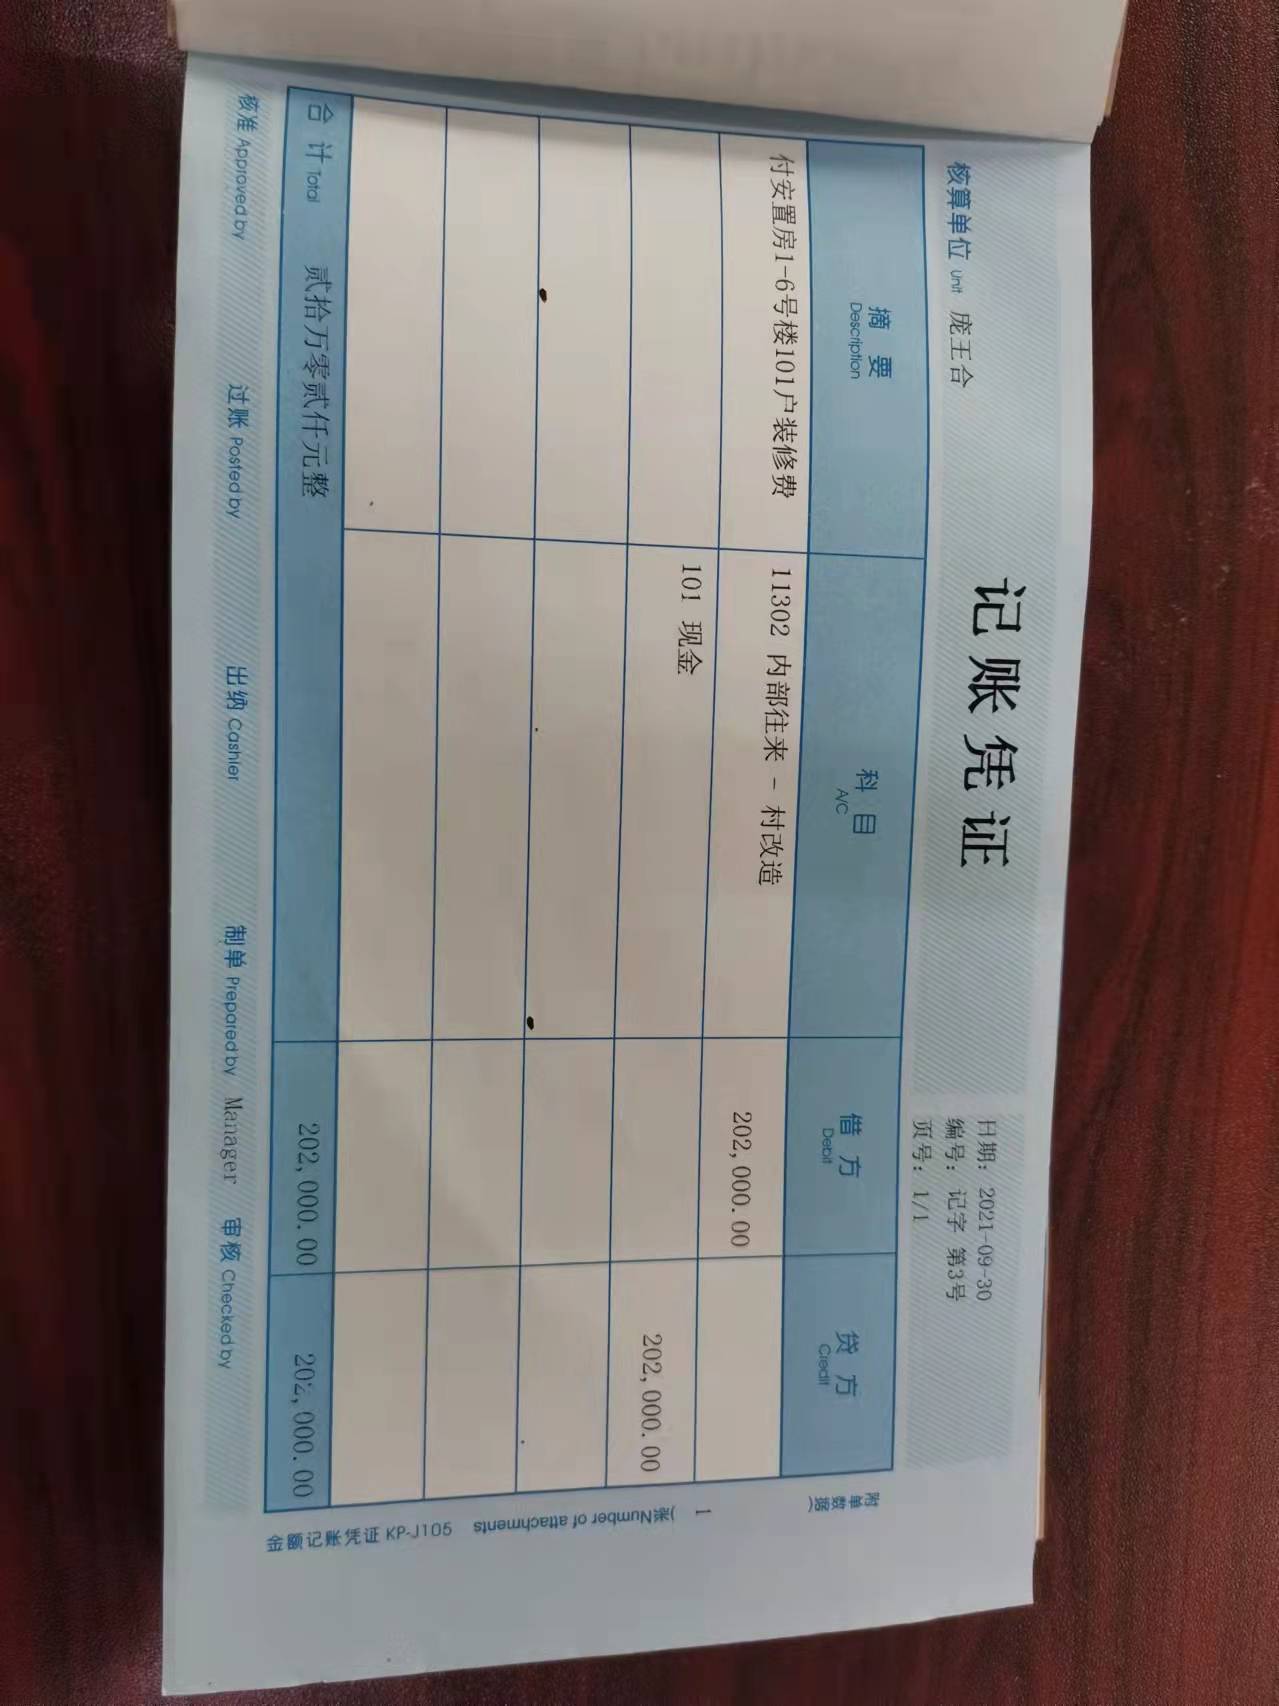 记账凭证
日期: 2021-09-30
编号: 记字 第3号
页号: 1/1
核算单位 Unit 庞王合
摘要 Description 科目 A/C 借方 Debit 贷方 Credit
付安置房1-6号楼101户装修费 11302 内部往来 - 村改造 202,000.00
101 现金 202,000.00
合计 Total 贰拾万零贰仟元整 202,000.00 202,000.00
核准 Approved by 过账 Posted by 出纳 Cashier 制单 Prepared by Manager 审核 Checked by
附单数据( 1 )张 Number of attachments
金额记账凭证 KP-J105